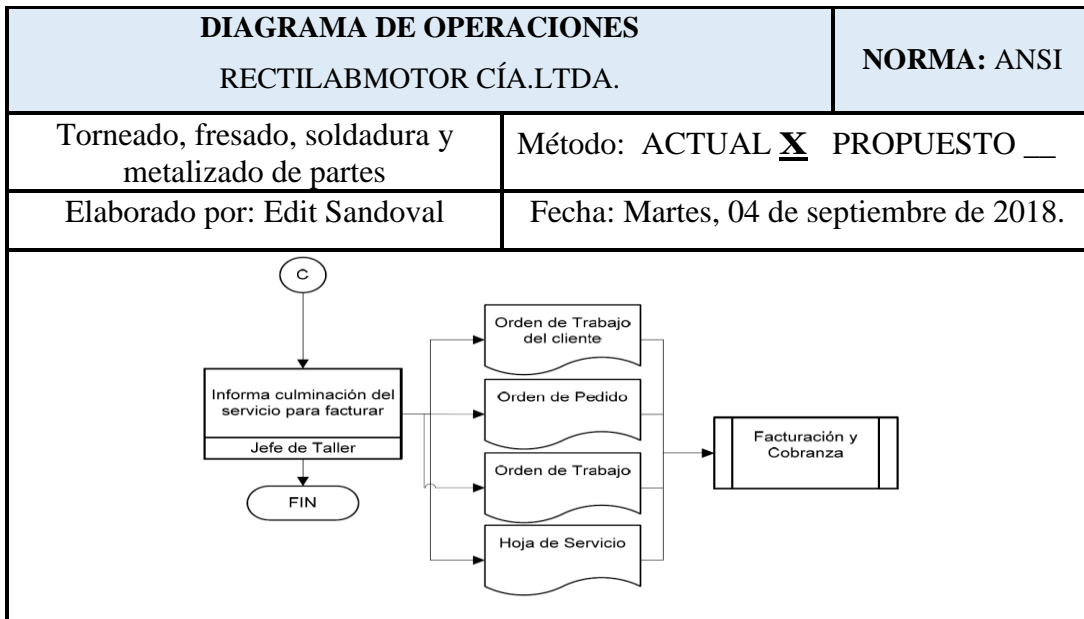 DIAGRAMA DE OPERACIONES
RECTILABMOTOR CÍA.LTDA.
NORMA: ANSI
Torneado, fresado, soldadura y
metalizado de partes
Método: ACTUAL X PROPUESTO __
Elaborado por: Edit Sandoval
Fecha: Martes, 04 de septiembre de 2018.
C
Informa culminación del
servicio para facturar
Jefe de Taller
FIN
Orden de Trabajo
del cliente
Orden de Pedido
Orden de Trabajo
Hoja de Servicio
Facturación y
Cobranza